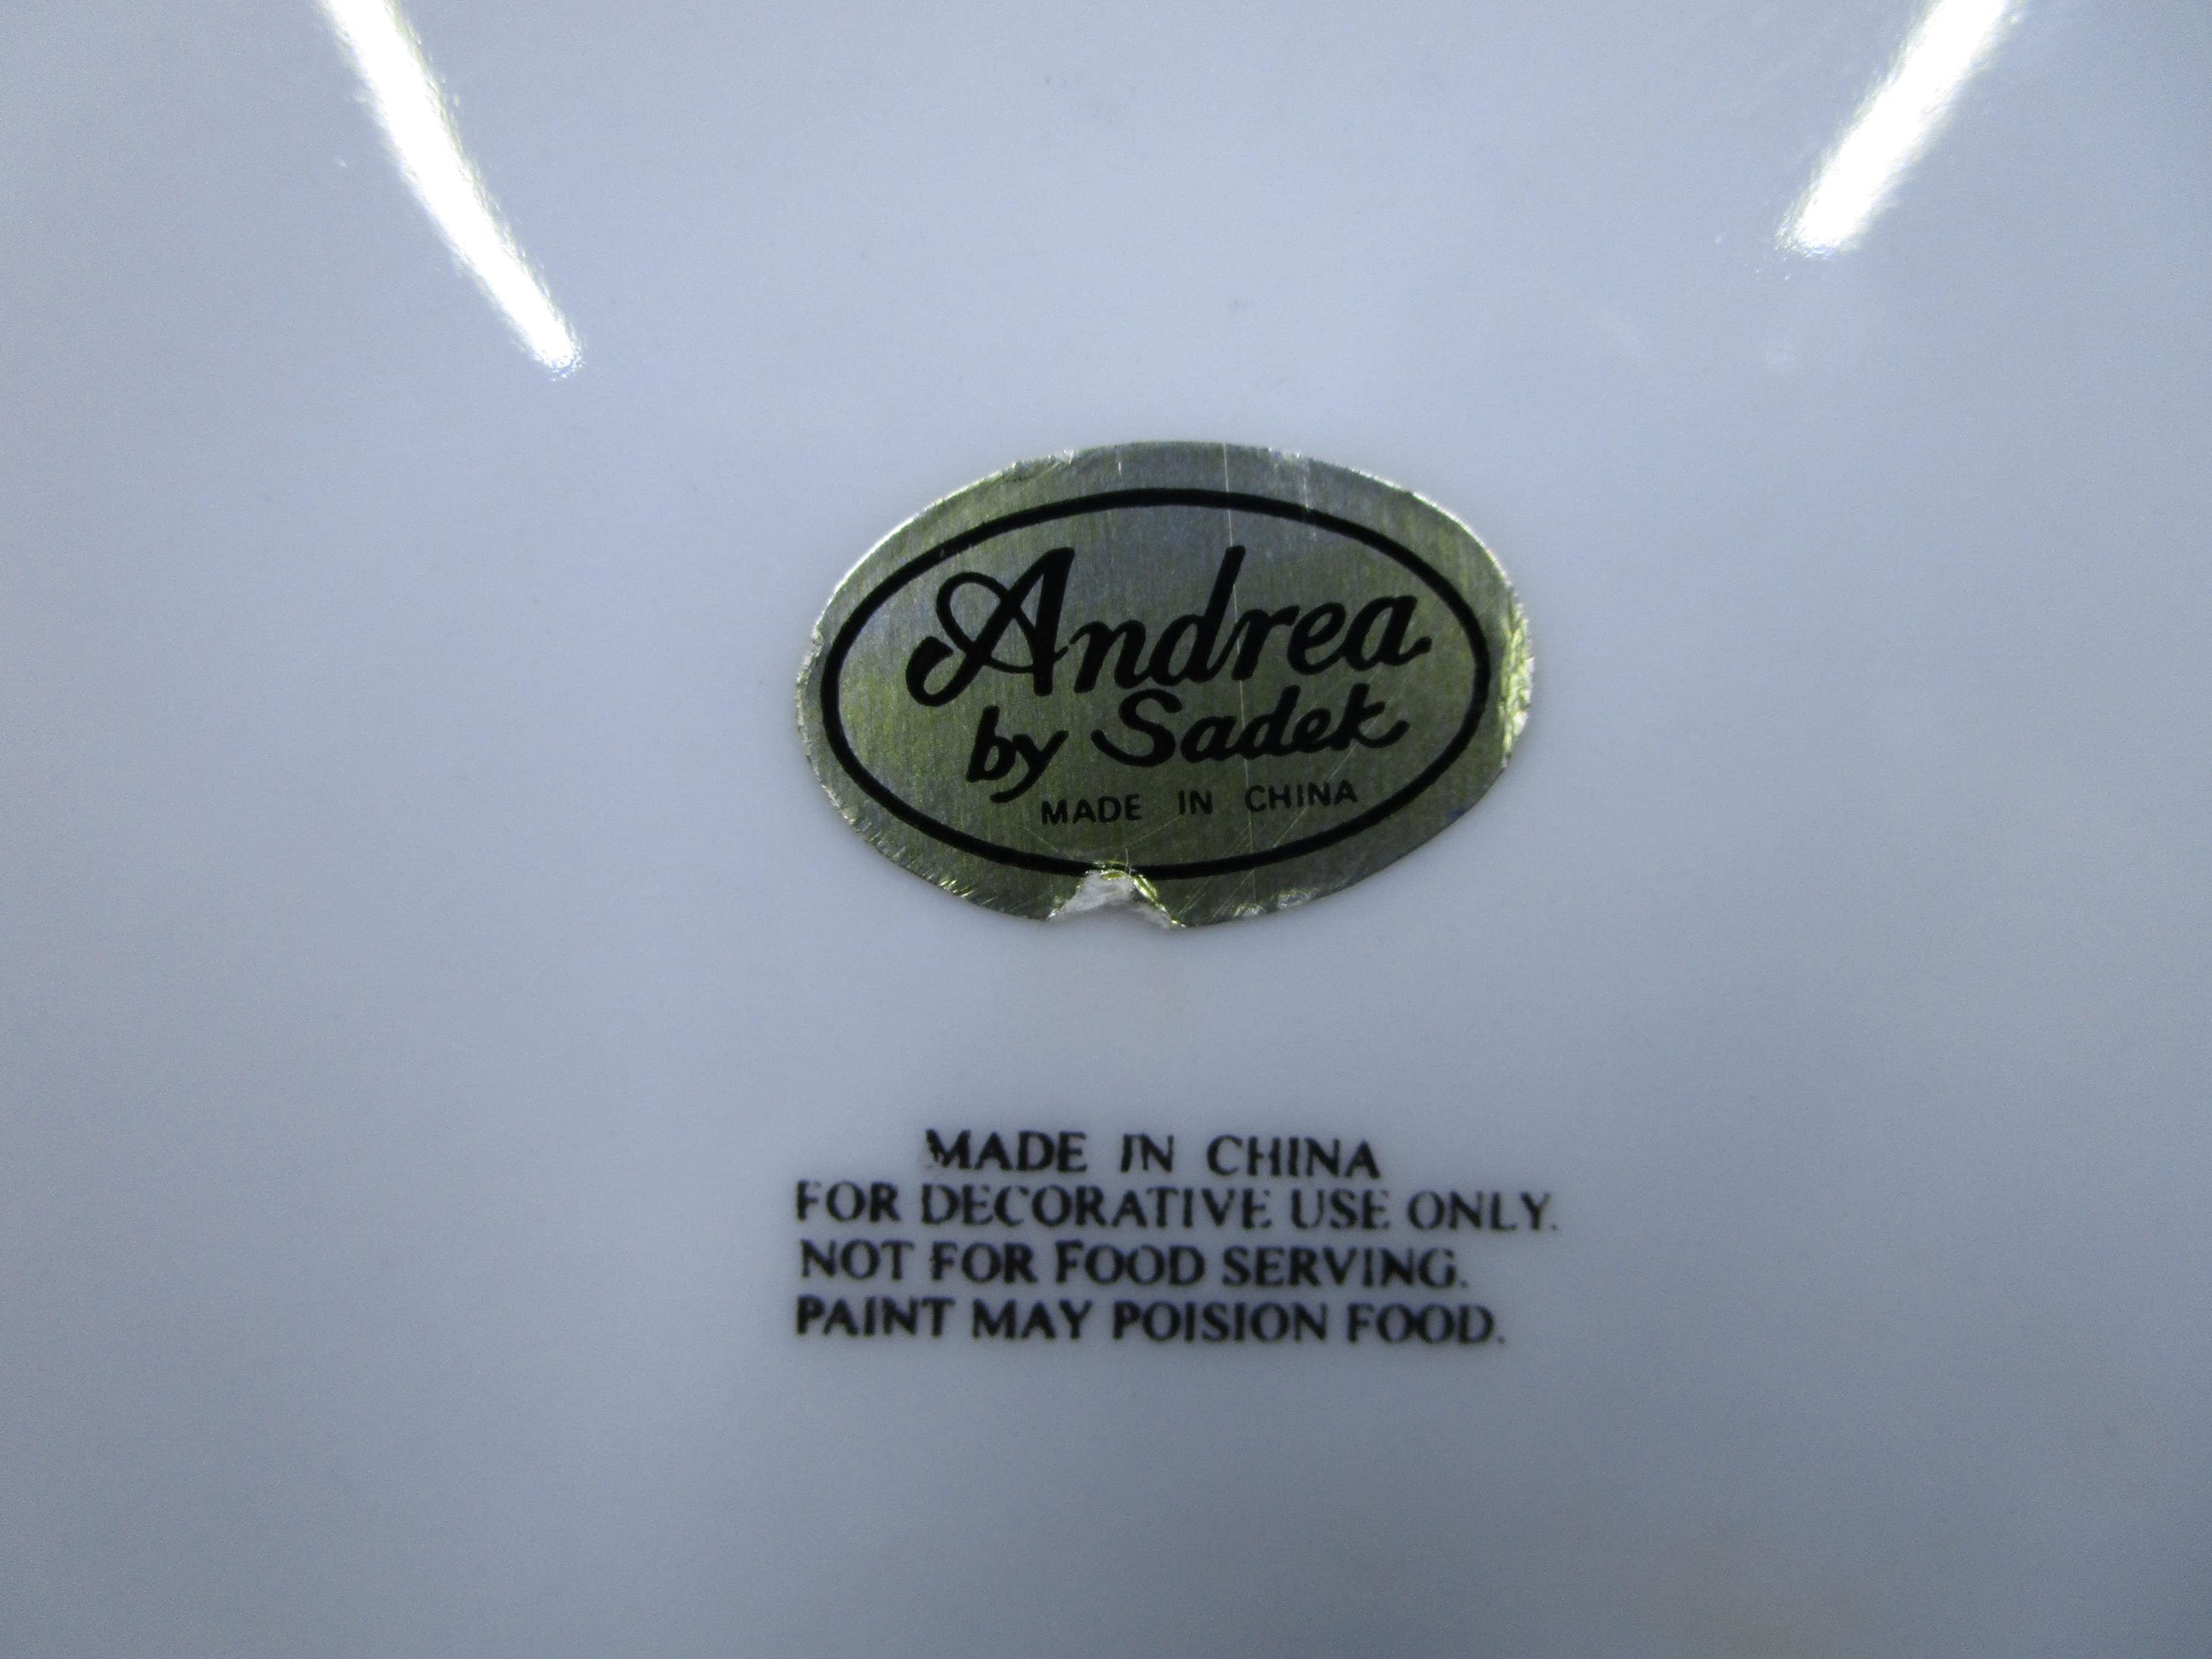 Andrea
by Sadek
MADE IN CHINA
MADE IN CHINA
FOR DECORATIVE USE ONLY.
NOT FOR FOOD SERVING.
PAINT MAY POISION FOOD.